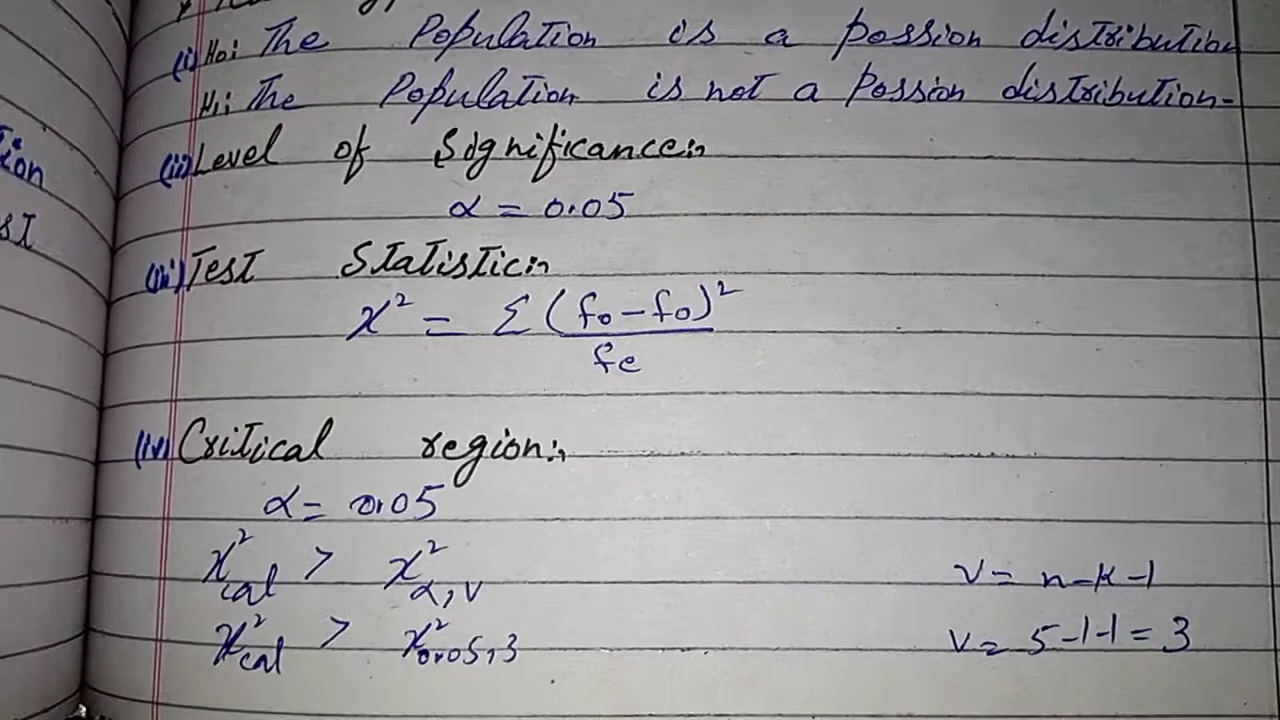 (i) H₀: The Population is a possion distribution
H₁: The Population is not a possion distribution-
(ii) Level of Significance:
α = 0.05
(iii) Test Statistic:
χ² = Σ (fo-fo)²
fe
(iv) Critical region:
α = 0.05
χ²cal > χ²α,v
v = n-k-1
χ²cal > χ²0.05,3
v = 5-1-1 = 3
tion
st